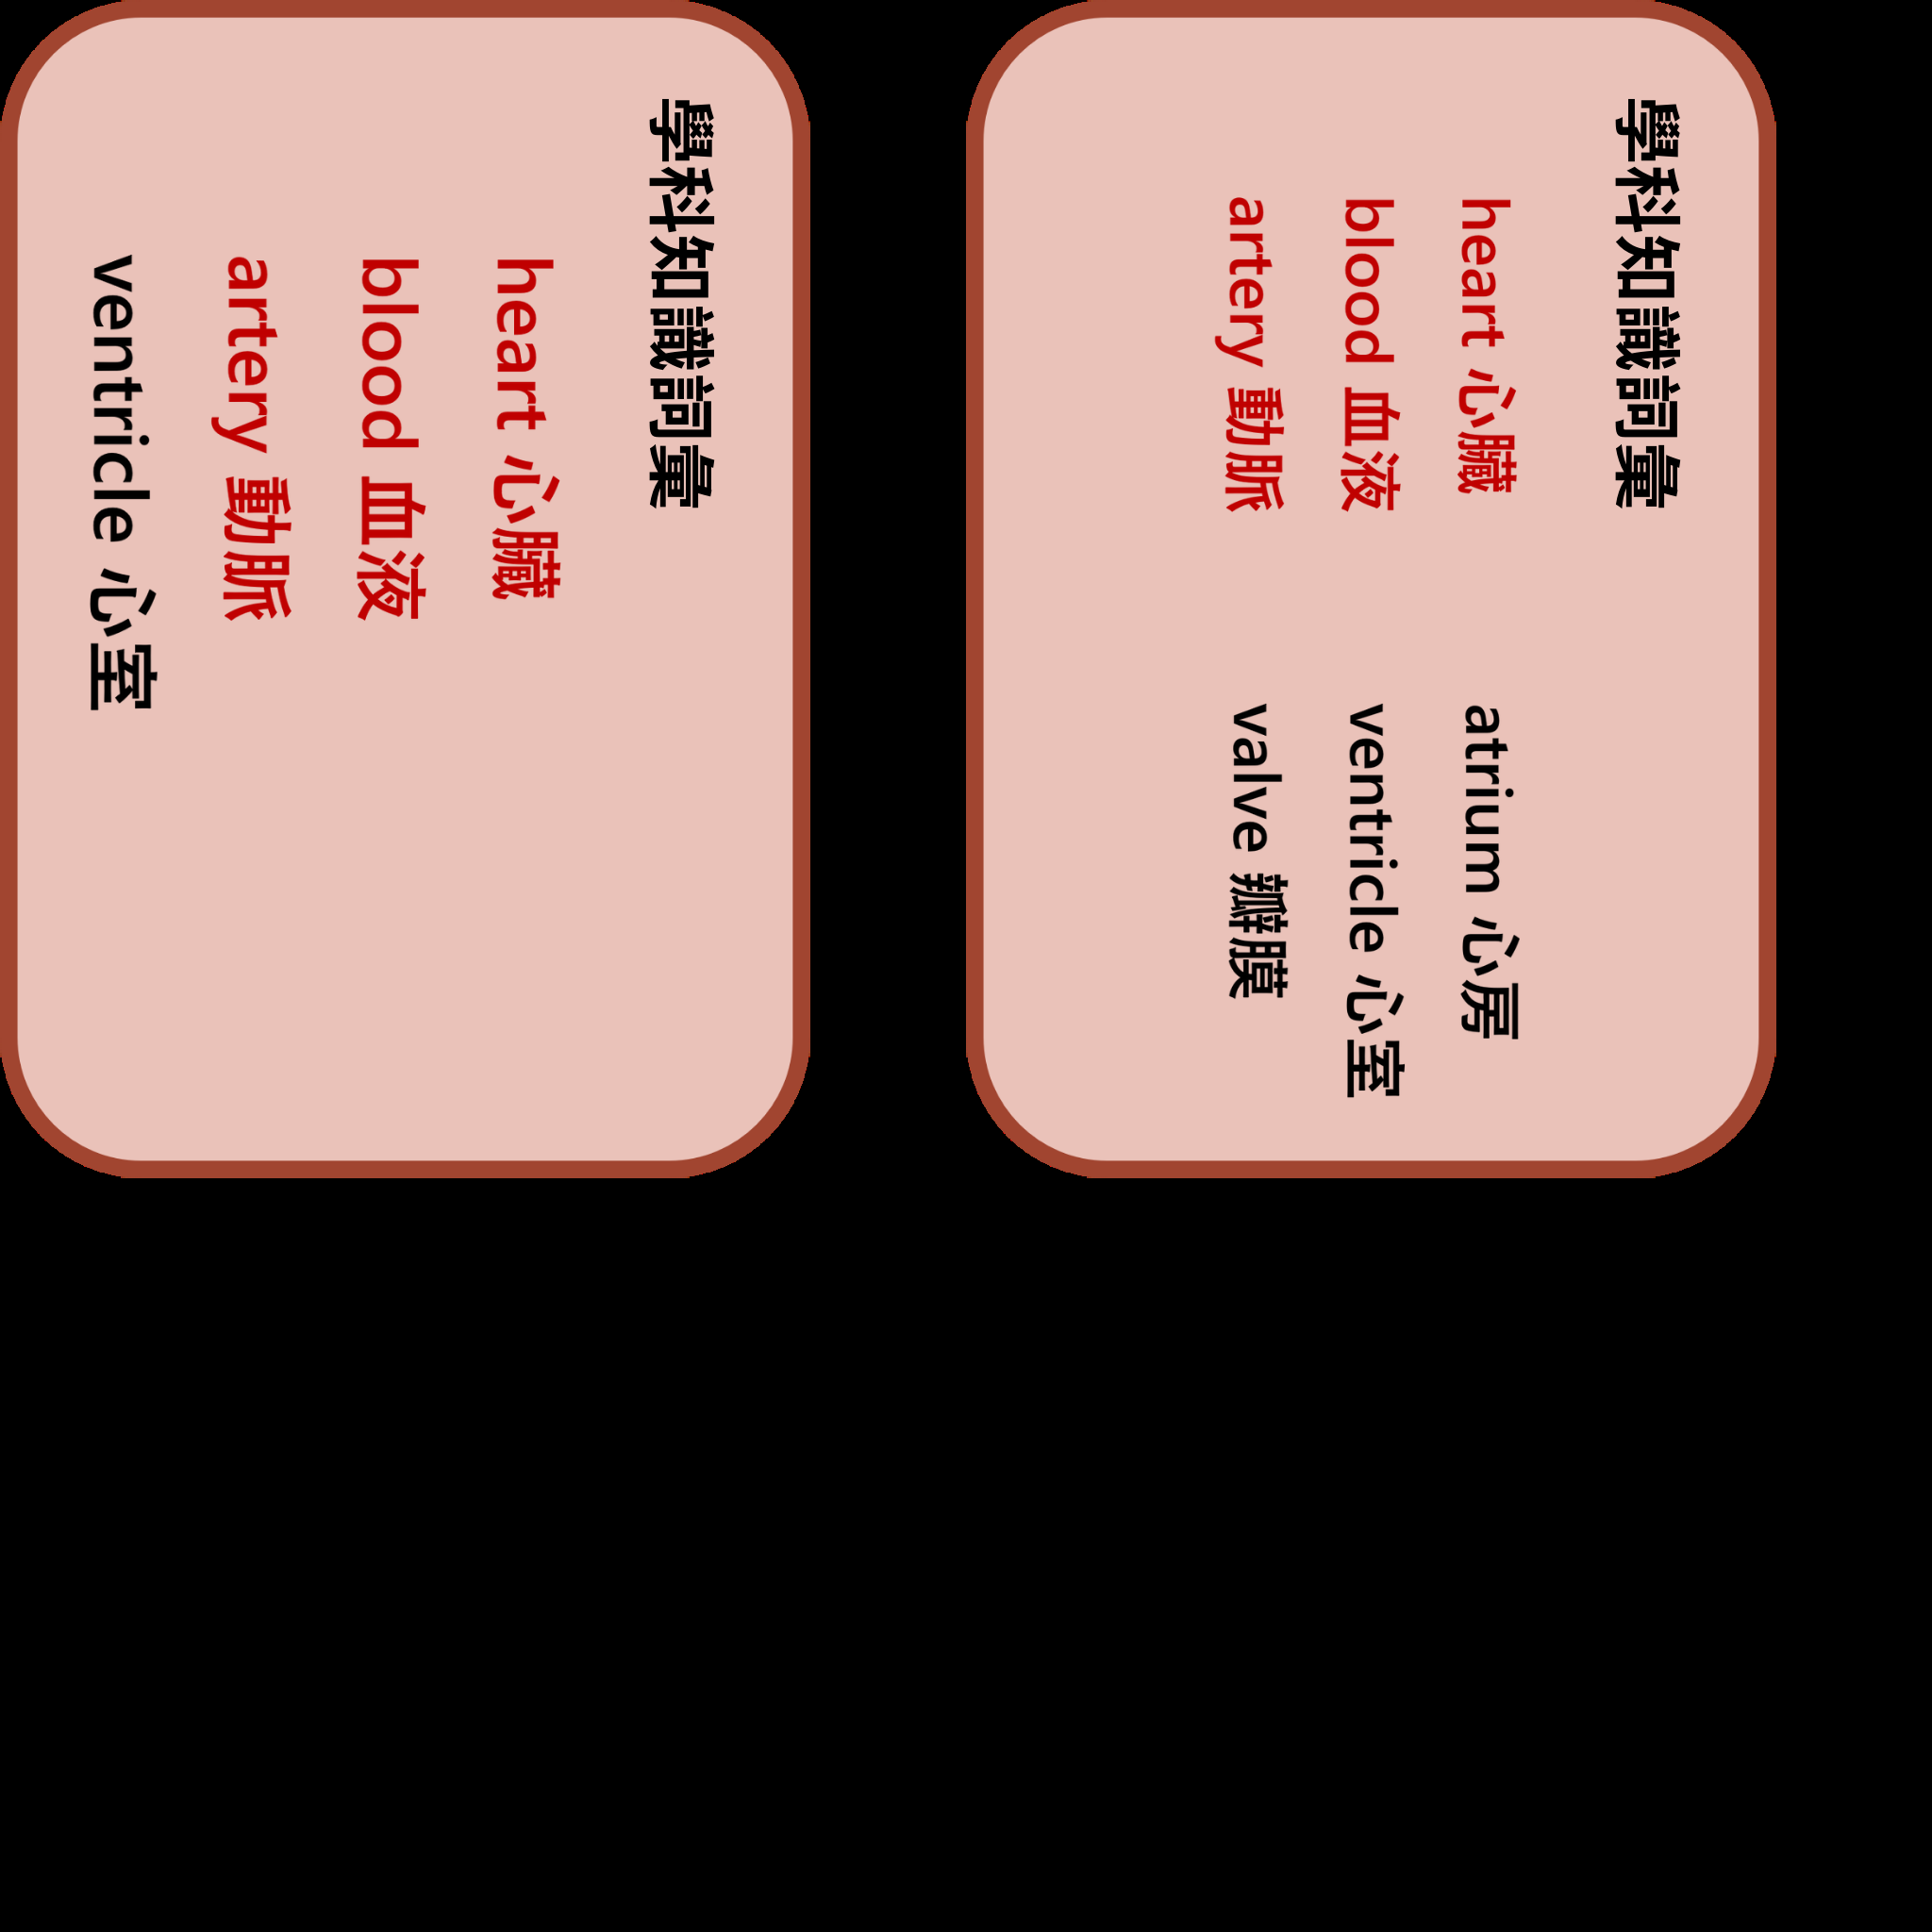 學科知識詞彙
heart 心臟
blood 血液
artery 動脈
ventricle 心室
學科知識詞彙
heart 心臟
blood 血液
artery 動脈
atrium 心房
ventricle 心室
valve 瓣膜